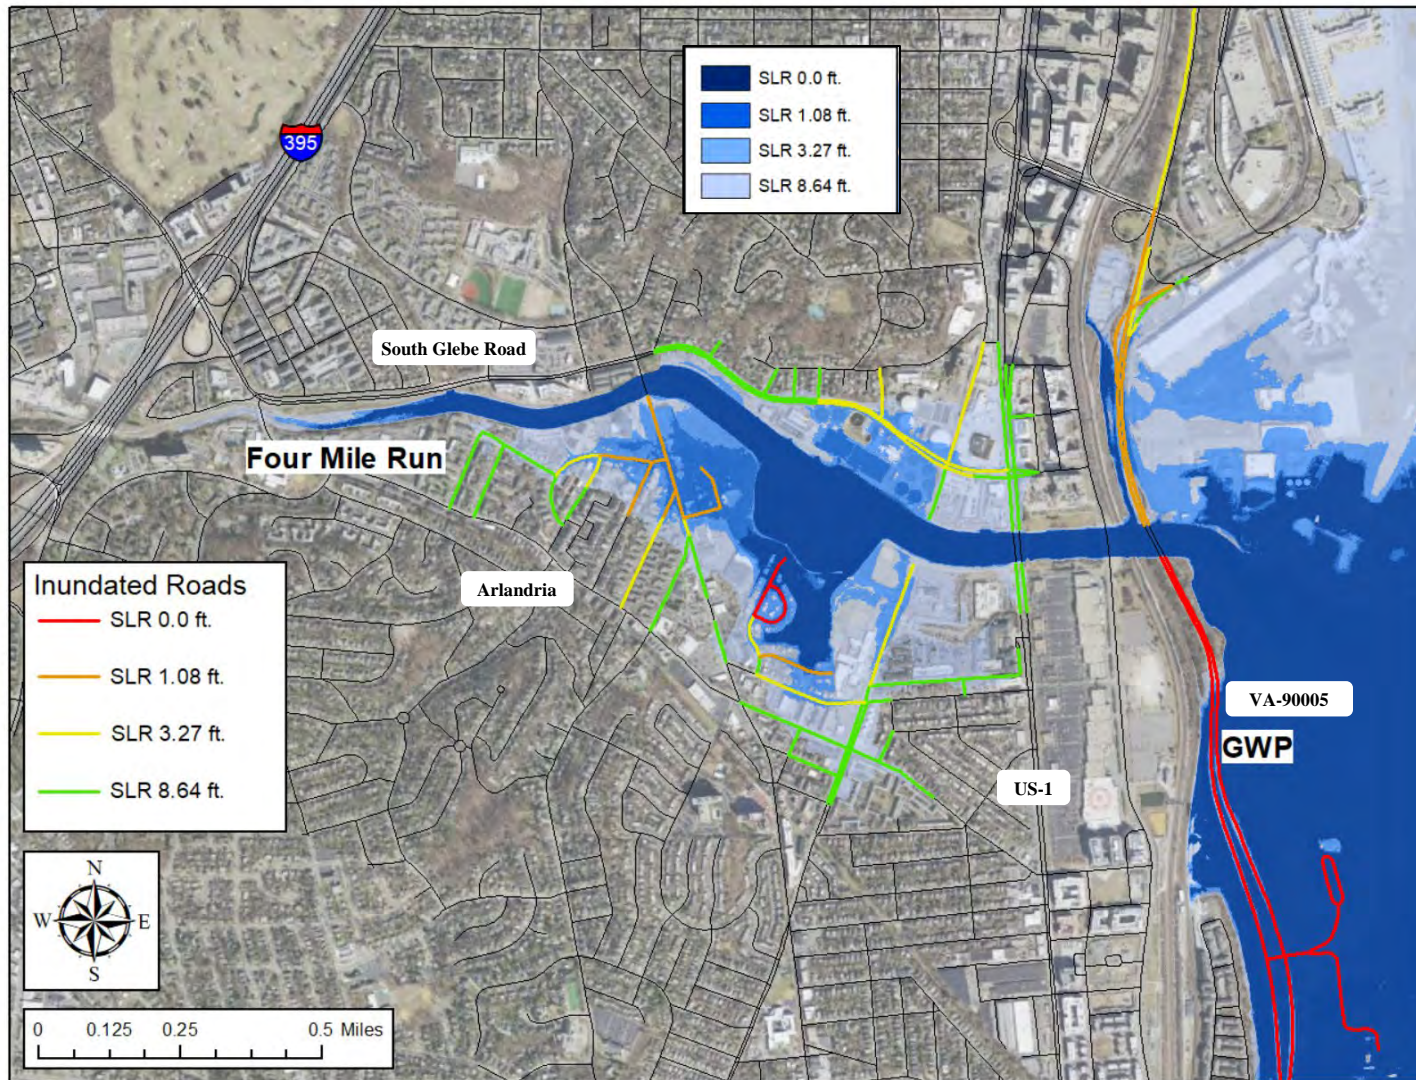 SLR 0.0 ft.
SLR 1.08 ft.
SLR 3.27 ft.
SLR 8.64 ft.
395
South Glebe Road
Four Mile Run
Arlandria
Inundated Roads
SLR 0.0 ft.
SLR 1.08 ft.
SLR 3.27 ft.
SLR 8.64 ft.
VA-90005
GWP
US-1
N
W E
S
0 0.125 0.25 0.5 Miles